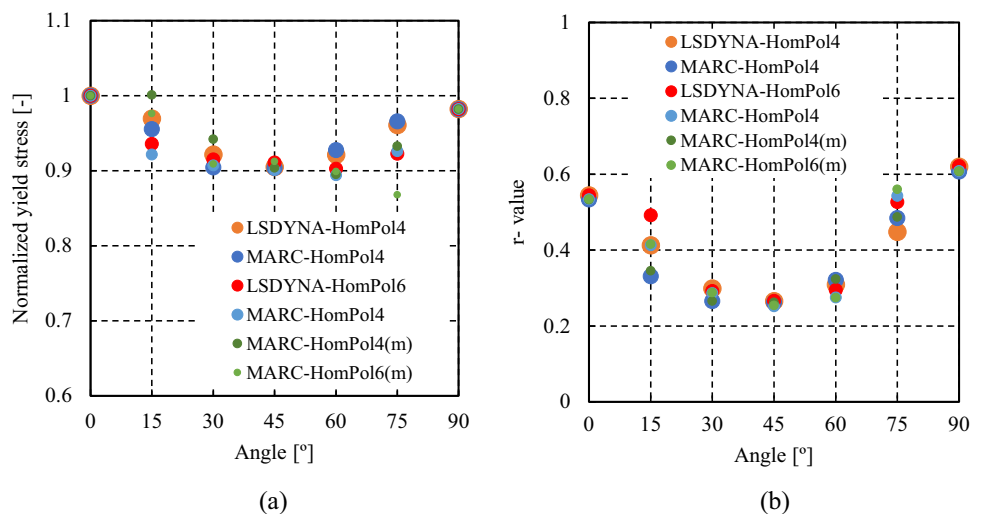 1.1
1
0.9
0.8
0.7
0.6
Normalized yield stress [-]
LSDYNA-HomPol4
MARC-HomPol4
LSDYNA-HomPol6
MARC-HomPol4
MARC-HomPol4(m)
MARC-HomPol6(m)
0 15 30 45 60 75 90
Angle [º]
(a)
1
0.8
0.6
0.4
0.2
0
r- value
LSDYNA-HomPol4
MARC-HomPol4
LSDYNA-HomPol6
MARC-HomPol4
MARC-HomPol4(m)
MARC-HomPol6(m)
0 15 30 45 60 75 90
Angle [º]
(b)